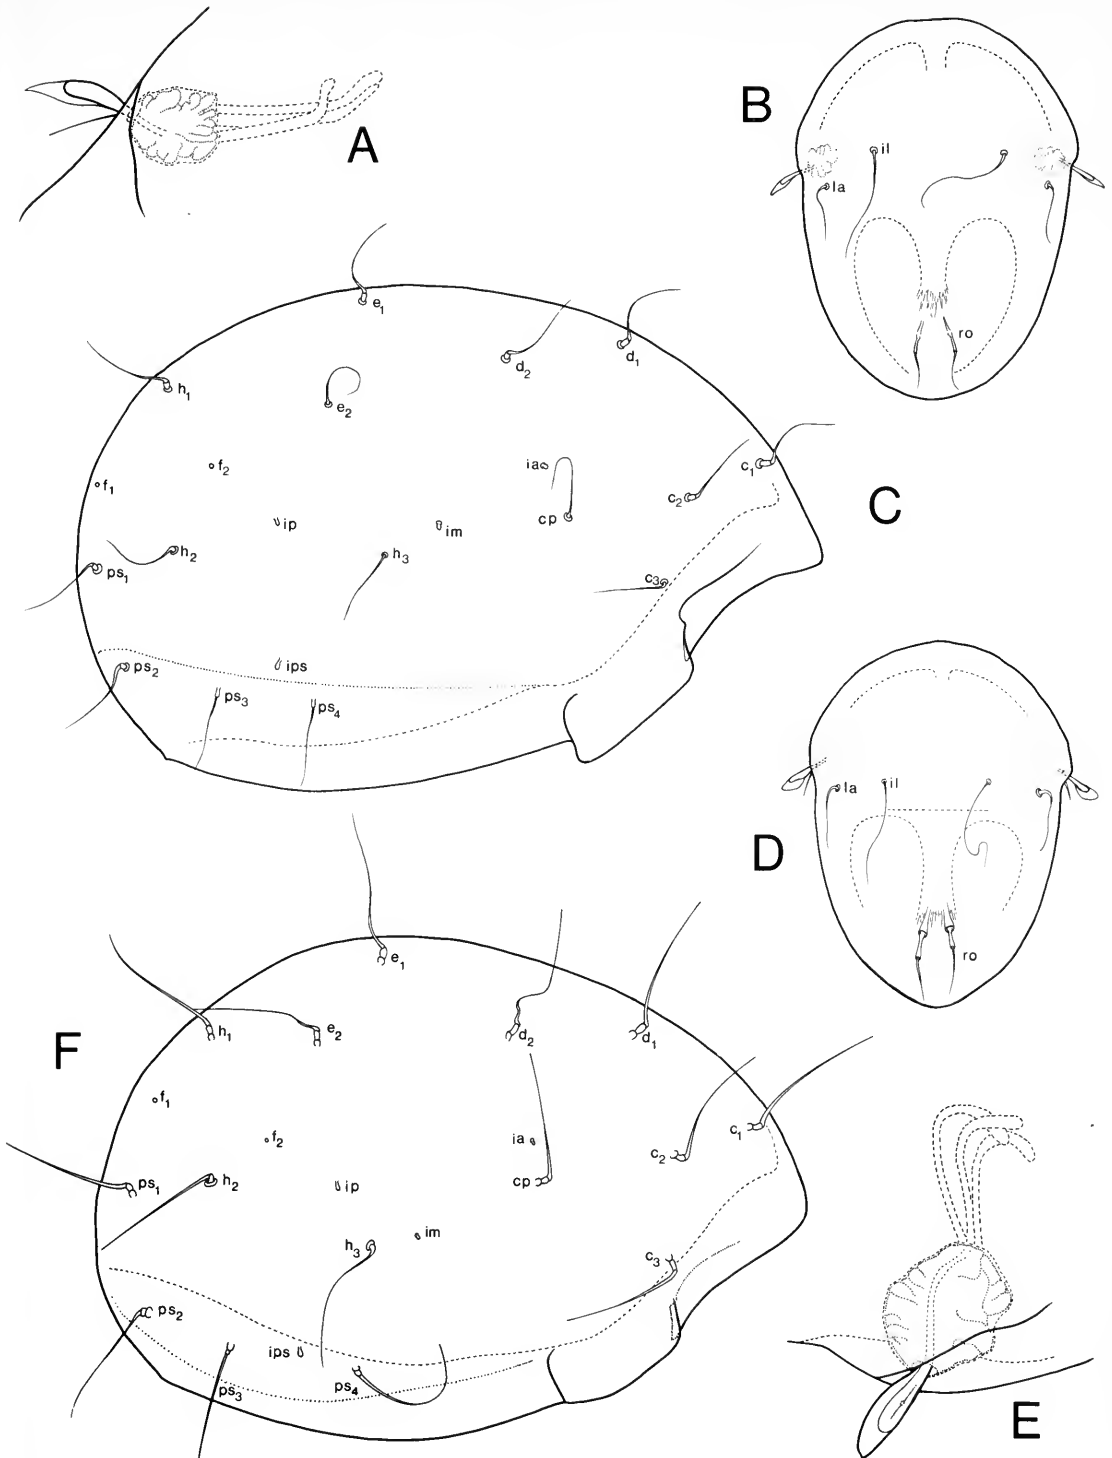 A
B
il
la
ro
C
e1
d2
d1
h1
e2
f2
f1
ia
c1
c2
cp
ip
im
h2
h3
ps1
c3
ps2
ips
ps3
ps4
D
la
il
ro
F
e1
h1
e2
d2
d1
f1
f2
ia
c1
c2
cp
ps1
h2
ip
im
h3
c3
ps2
ips
ps3
ps4
E